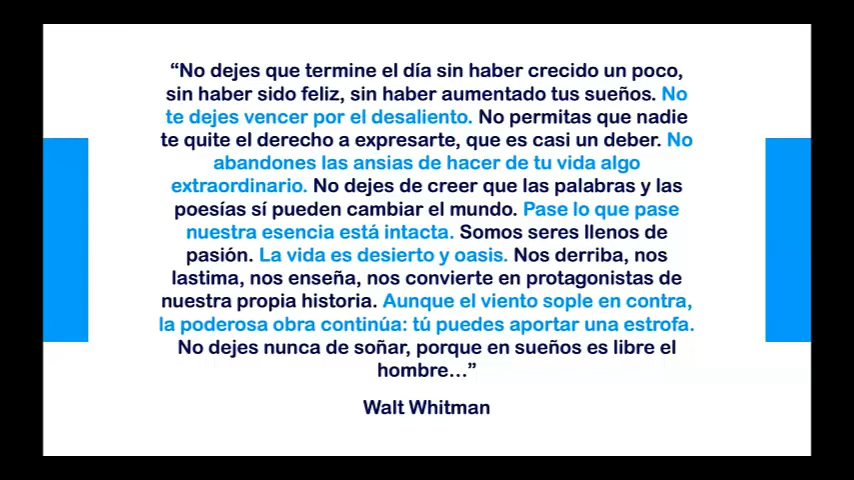 “No dejes que termine el día sin haber crecido un poco,
sin haber sido feliz, sin haber aumentado tus sueños. No
te dejes vencer por el desaliento. No permitas que nadie
te quite el derecho a expresarte, que es casi un deber. No
abandones las ansias de hacer de tu vida algo
extraordinario. No dejes de creer que las palabras y las
poesías sí pueden cambiar el mundo. Pase lo que pase
nuestra esencia está intacta. Somos seres llenos de
pasión. La vida es desierto y oasis. Nos derriba, nos
lastima, nos enseña, nos convierte en protagonistas de
nuestra propia historia. Aunque el viento sople en contra,
la poderosa obra continúa: tú puedes aportar una estrofa.
No dejes nunca de soñar, porque en sueños es libre el
hombre…”
Walt Whitman